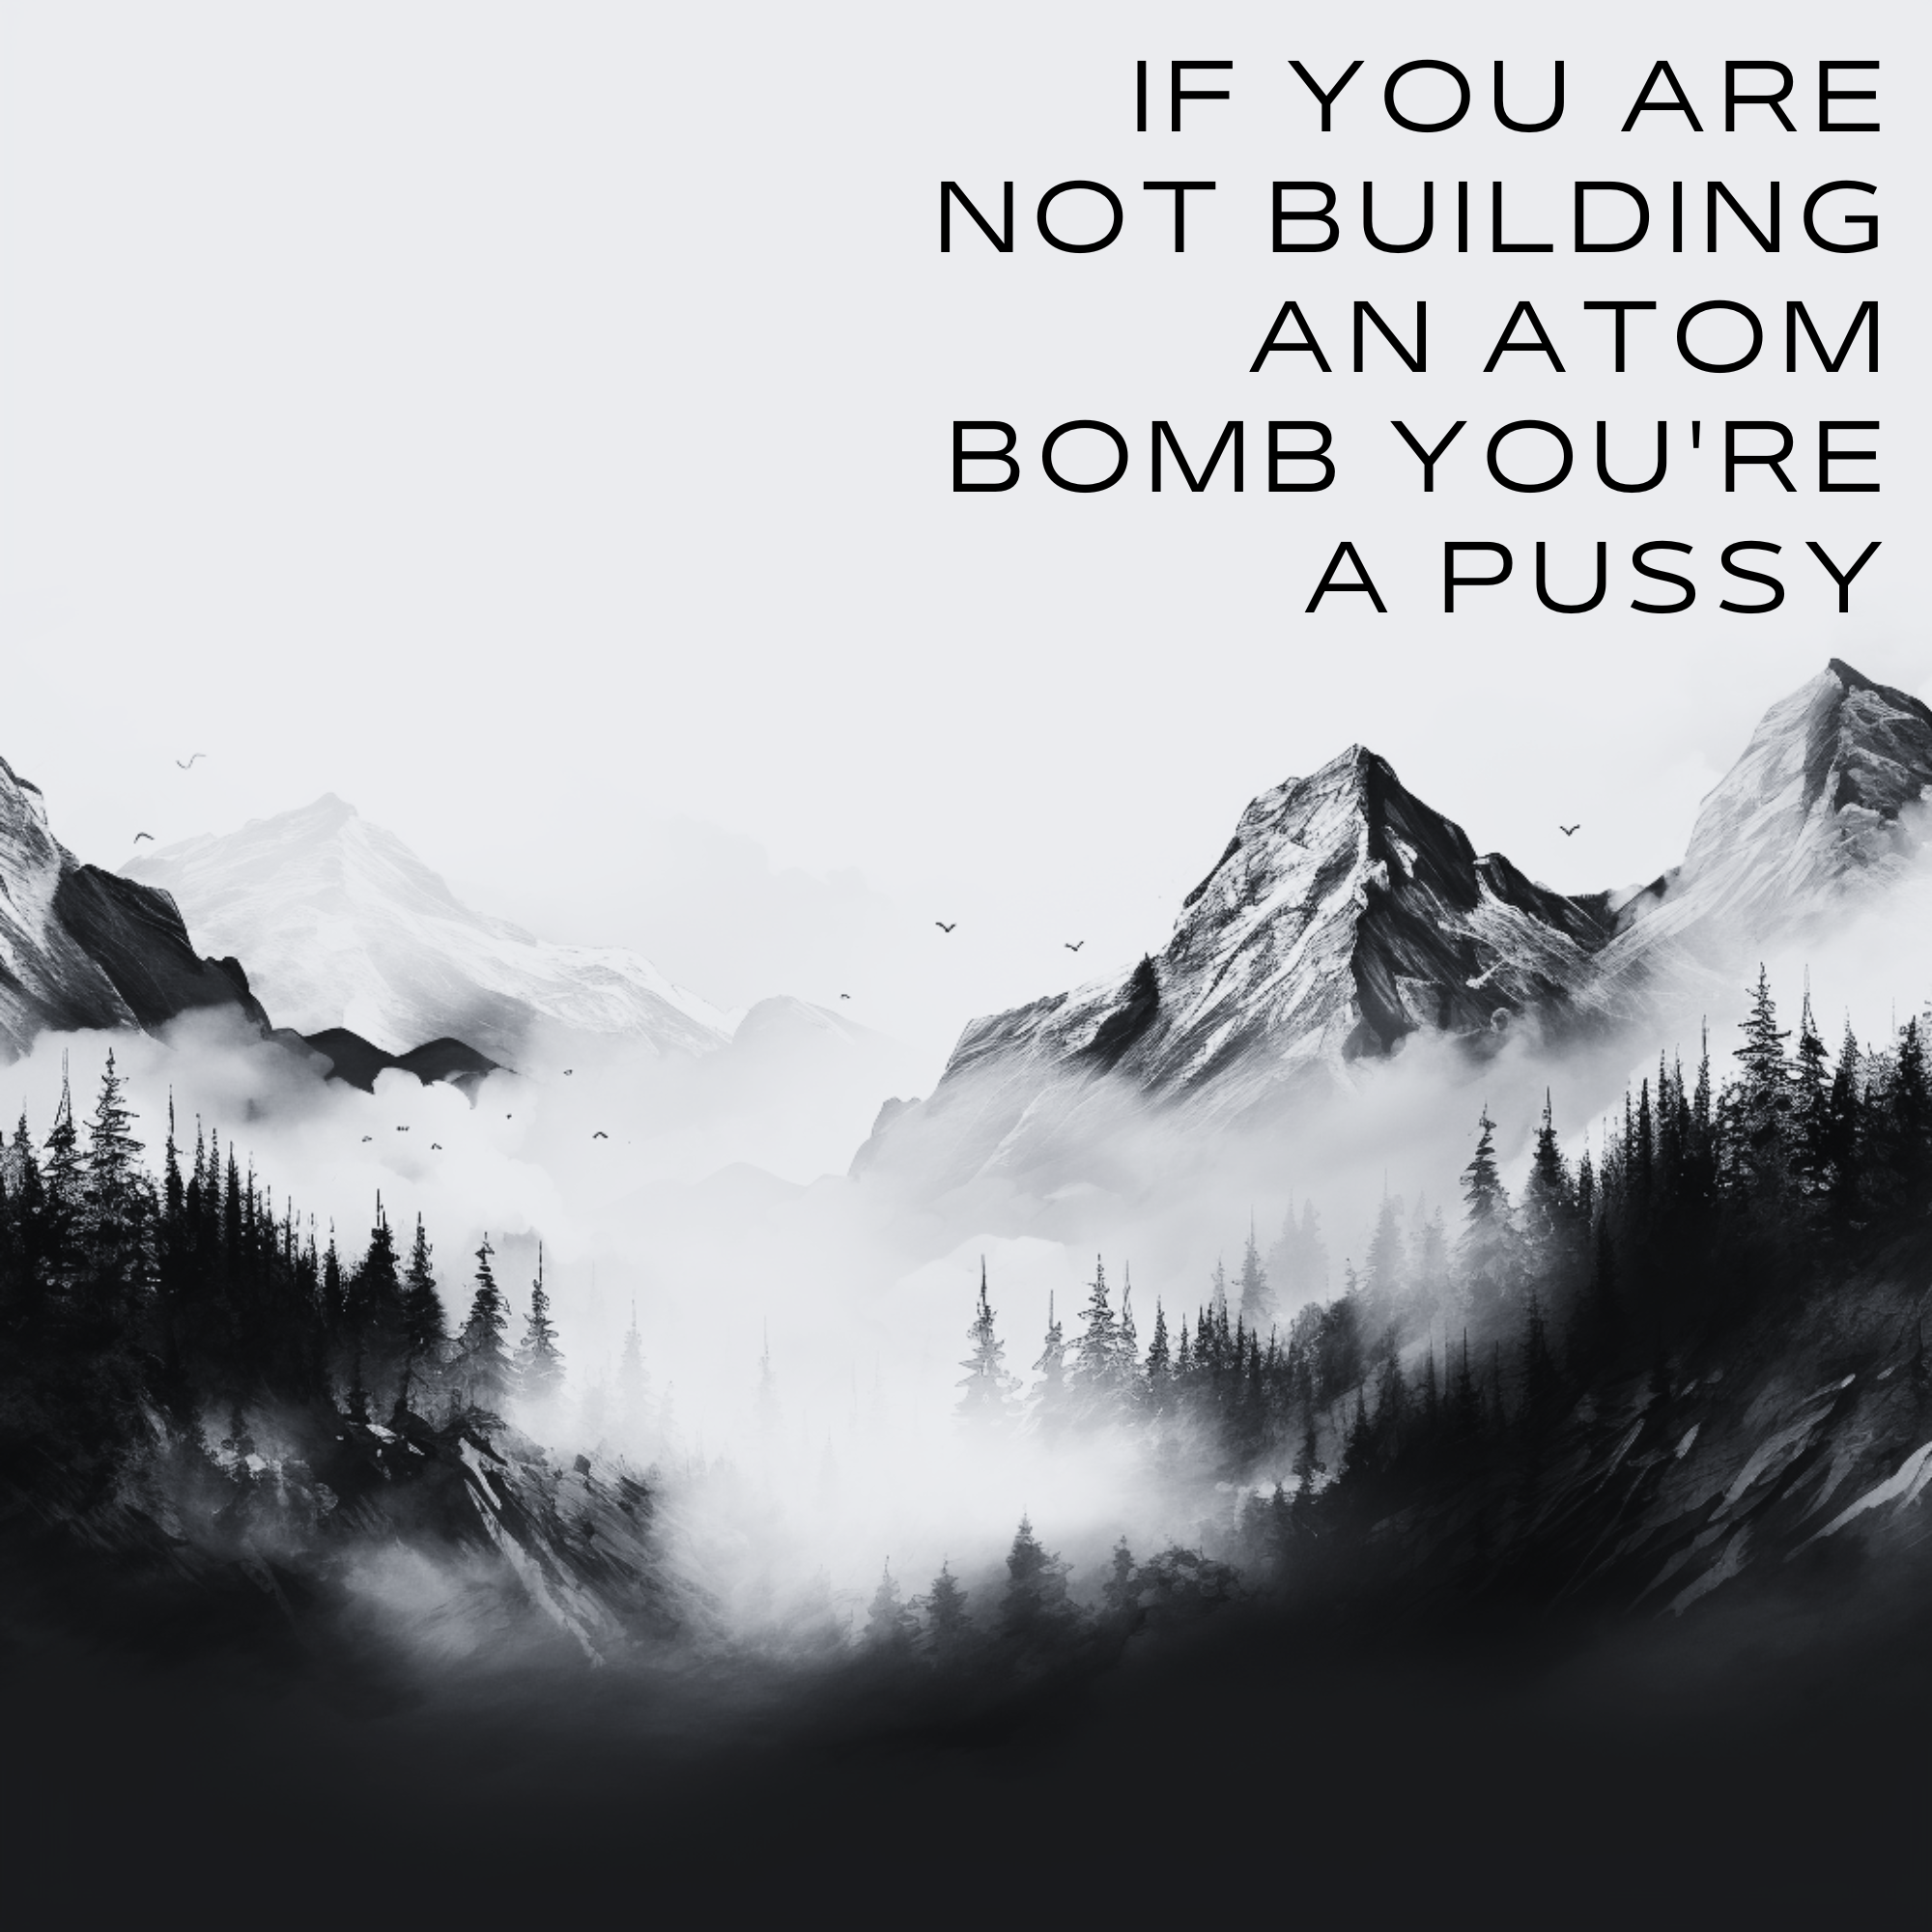 IF YOU ARE
NOT BUILDING
AN ATOM
BOMB YOU'RE
A PUSSY